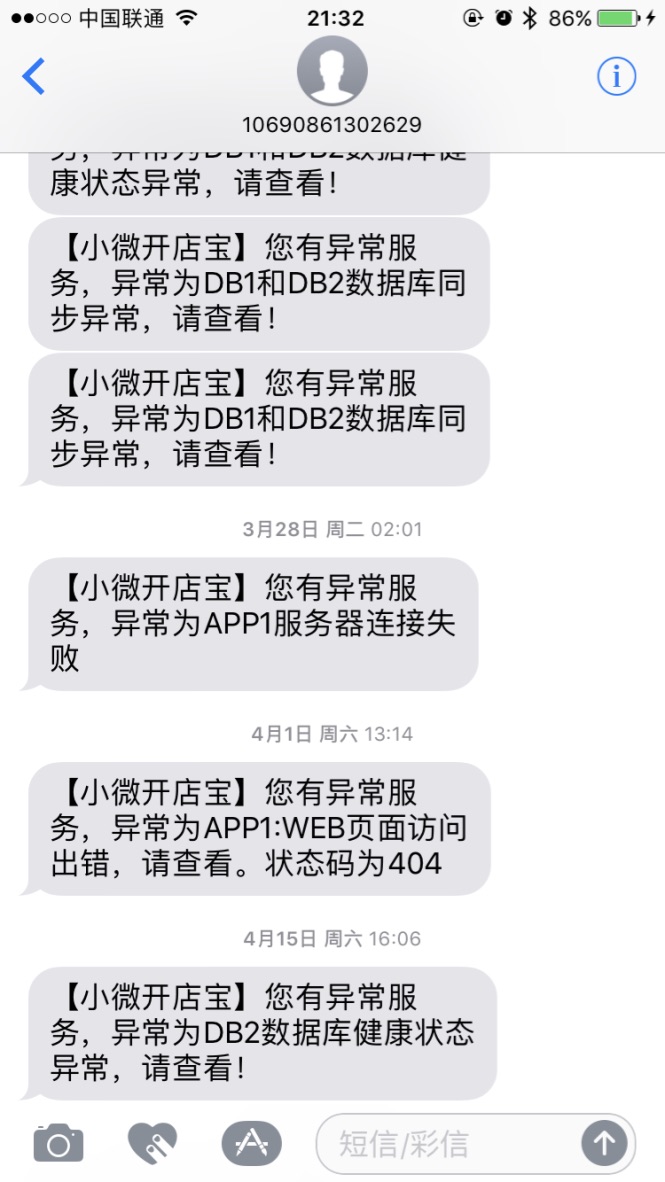 中国联通
21:32
86%
10690861302629
务，异常为DB1和DB2数据库健
康状态异常，请查看！
【小微开店宝】您有异常服
务，异常为DB1和DB2数据库同
步异常，请查看！
【小微开店宝】您有异常服
务，异常为DB1和DB2数据库同
步异常，请查看！
3月28日 周二 02:01
【小微开店宝】您有异常服
务，异常为APP1服务器连接失
败
4月1日 周六 13:14
【小微开店宝】您有异常服
务，异常为APP1:WEB页面访问
出错，请查看。状态码为404
4月15日 周六 16:06
【小微开店宝】您有异常服
务，异常为DB2数据库健康状态
异常，请查看！
短信/彩信